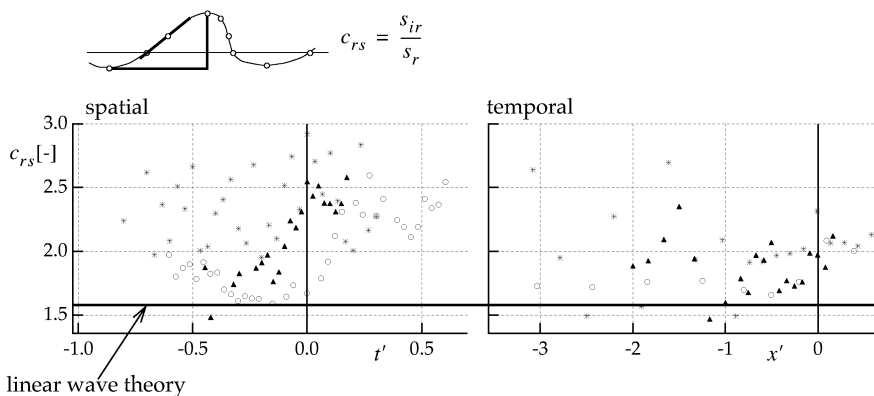 c_rs = s_ir / s_r
spatial
temporal
3.0
c_rs[-]
2.5
2.0
1.5
-1.0 -0.5 0.0 t' 0.5
-3 -2 -1 x' 0
linear wave theory